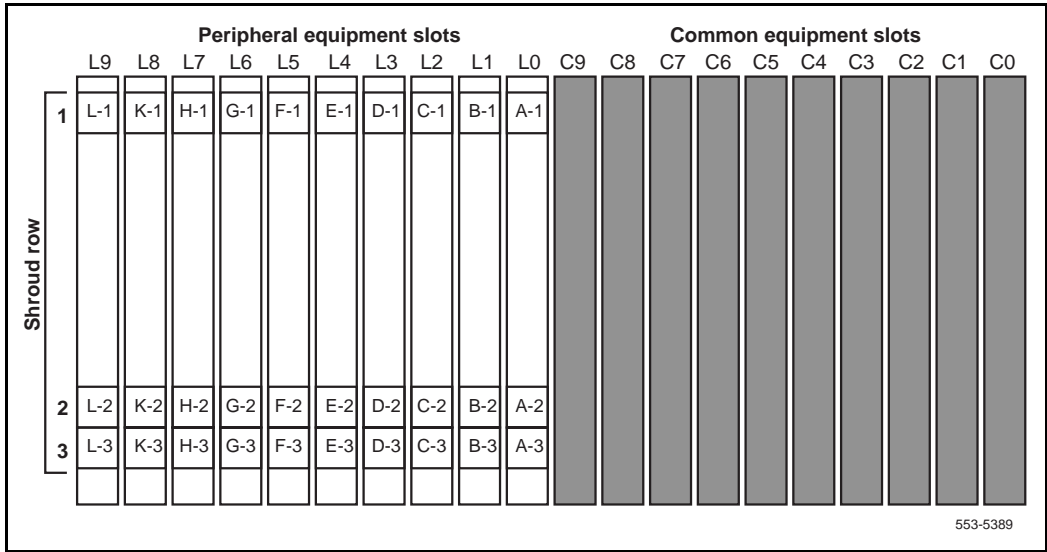 Peripheral equipment slots Common equipment slots
L9 L8 L7 L6 L5 L4 L3 L2 L1 L0 C9 C8 C7 C6 C5 C4 C3 C2 C1 C0
Shroud row
1 L-1 K-1 H-1 G-1 F-1 E-1 D-1 C-1 B-1 A-1
2 L-2 K-2 H-2 G-2 F-2 E-2 D-2 C-2 B-2 A-2
3 L-3 K-3 H-3 G-3 F-3 E-3 D-3 C-3 B-3 A-3
553-5389